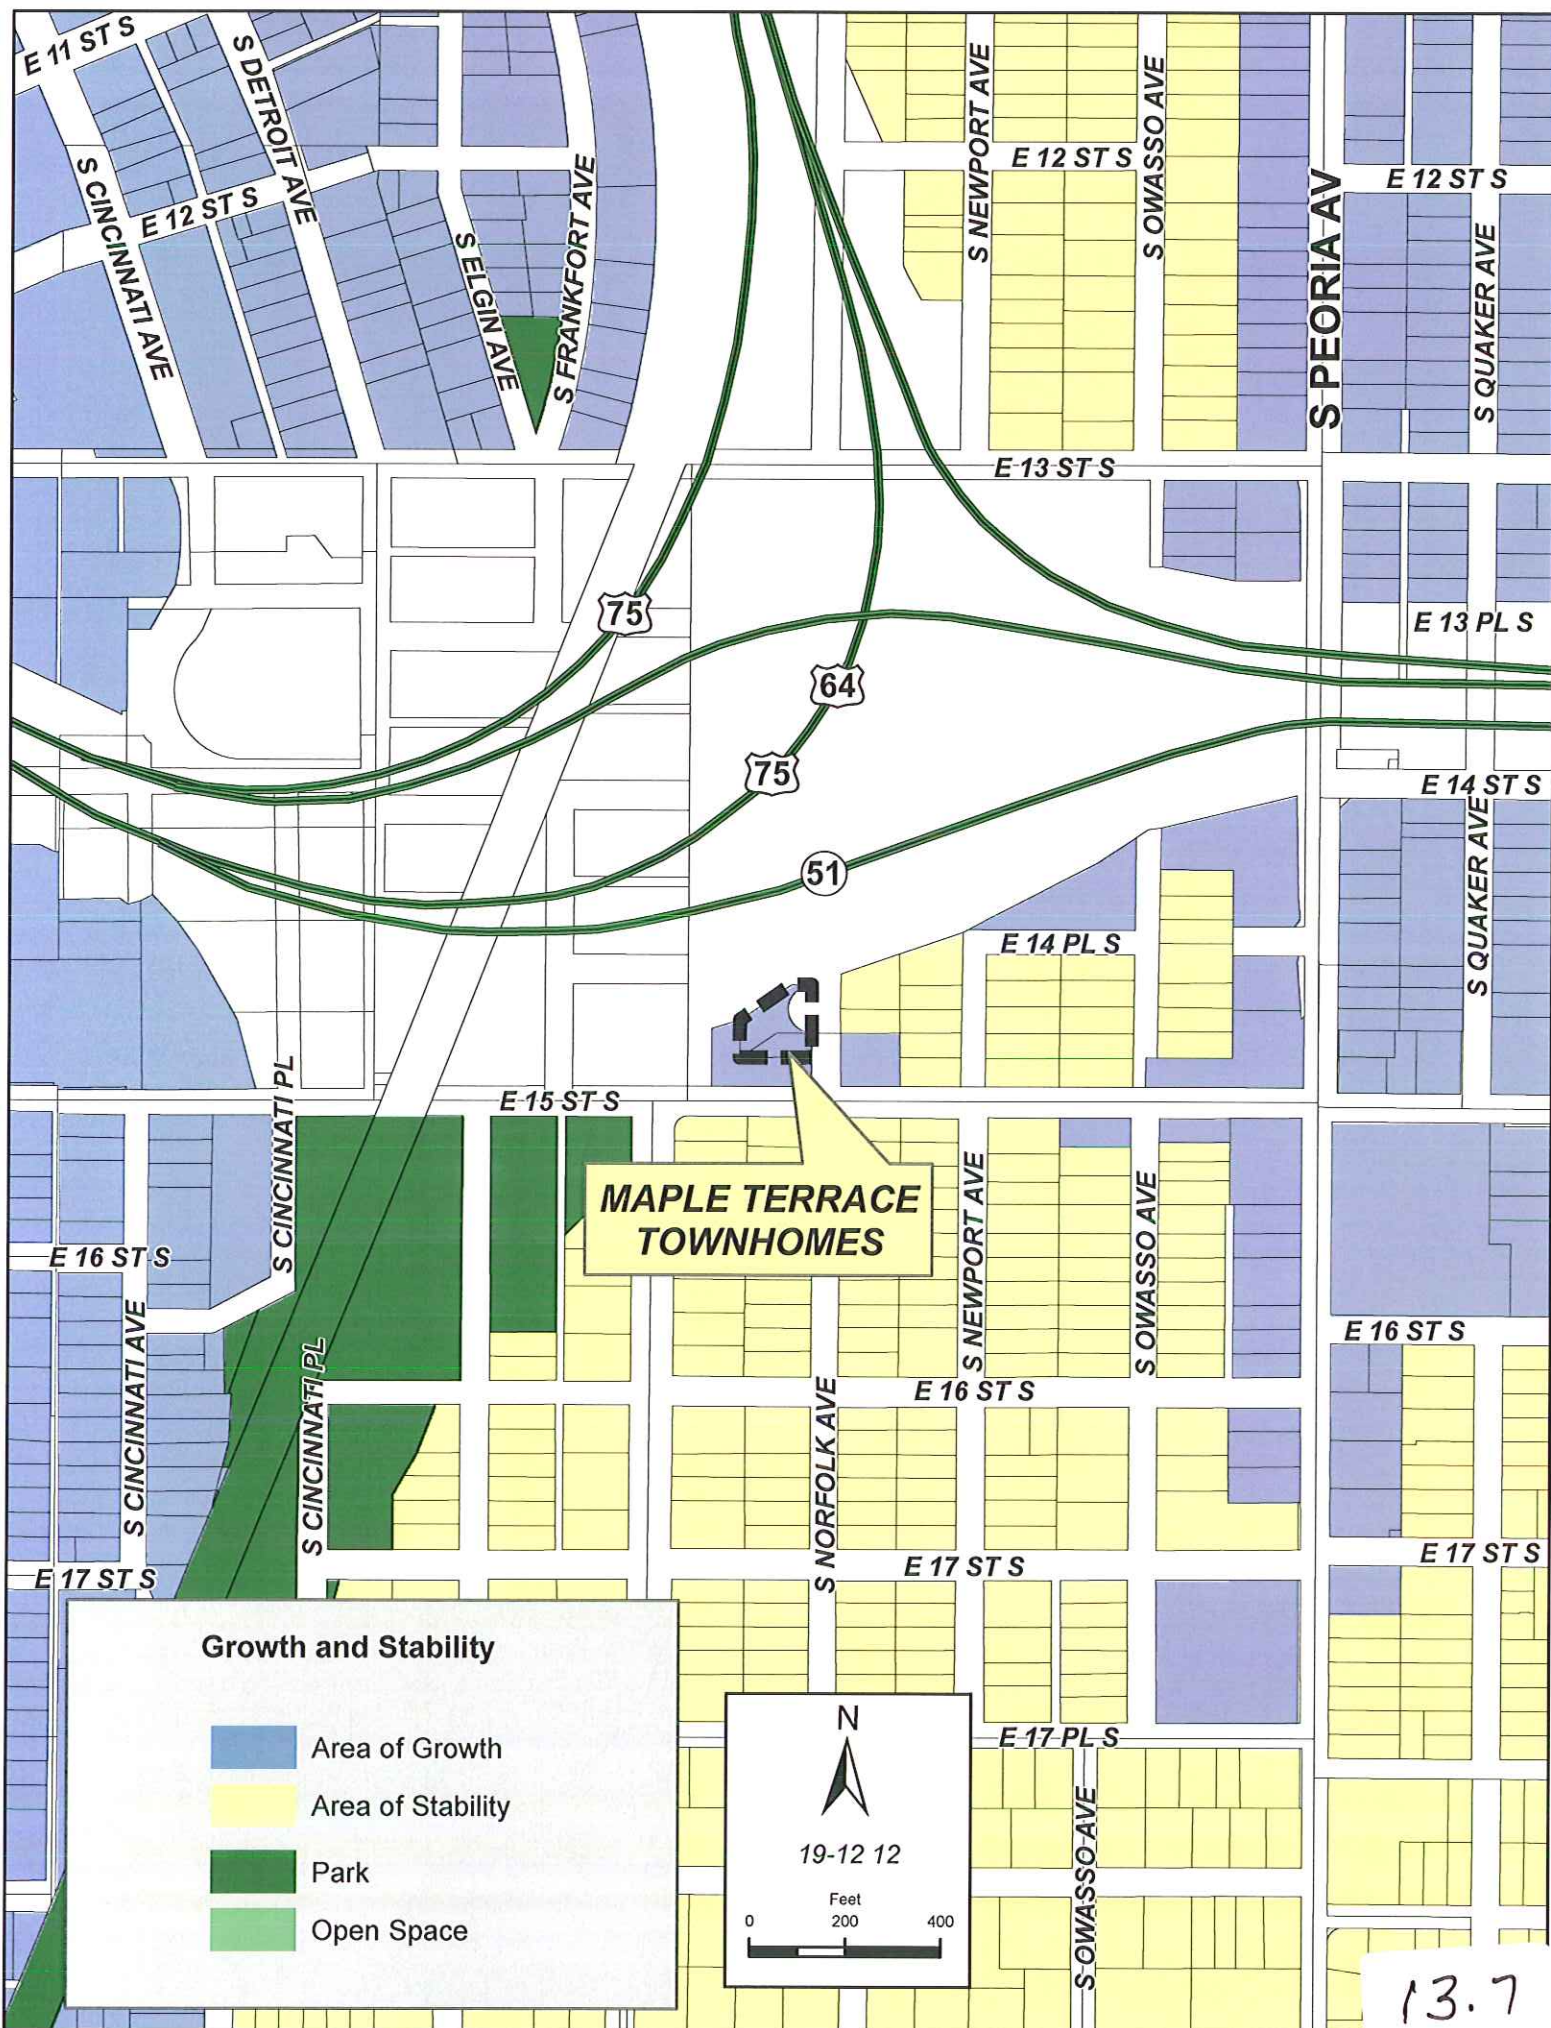 E 11 ST S
S DETROIT AVE
S CINCINNATI AVE
E 12 ST S
S ELGIN AVE
S FRANKFORT AVE
S NEWPORT AVE
S OWASSO AVE
E 12 ST S
S PEORIA AV
E 12 ST S
S QUAKER AVE
E 13 ST S
75
E 13 PL S
64
75
E 14 ST S
51
S QUAKER AVE
E 14 PL S
S CINCINNATI PL
E 15 ST S
MAPLE TERRACE
TOWNHOMES
S NEWPORT AVE
S OWASSO AVE
E 16 ST S
S CINCINNATI AVE
S CINCINNATI PL
E 16 ST S
E 16 ST S
S NORFOLK AVE
E 17 ST S
E 17 ST S
E 17 ST S
Growth and Stability
Area of Growth
Area of Stability
Park
Open Space
N
19-12 12
Feet
0 200 400
E 17 PL S
S OWASSO AVE
13.7